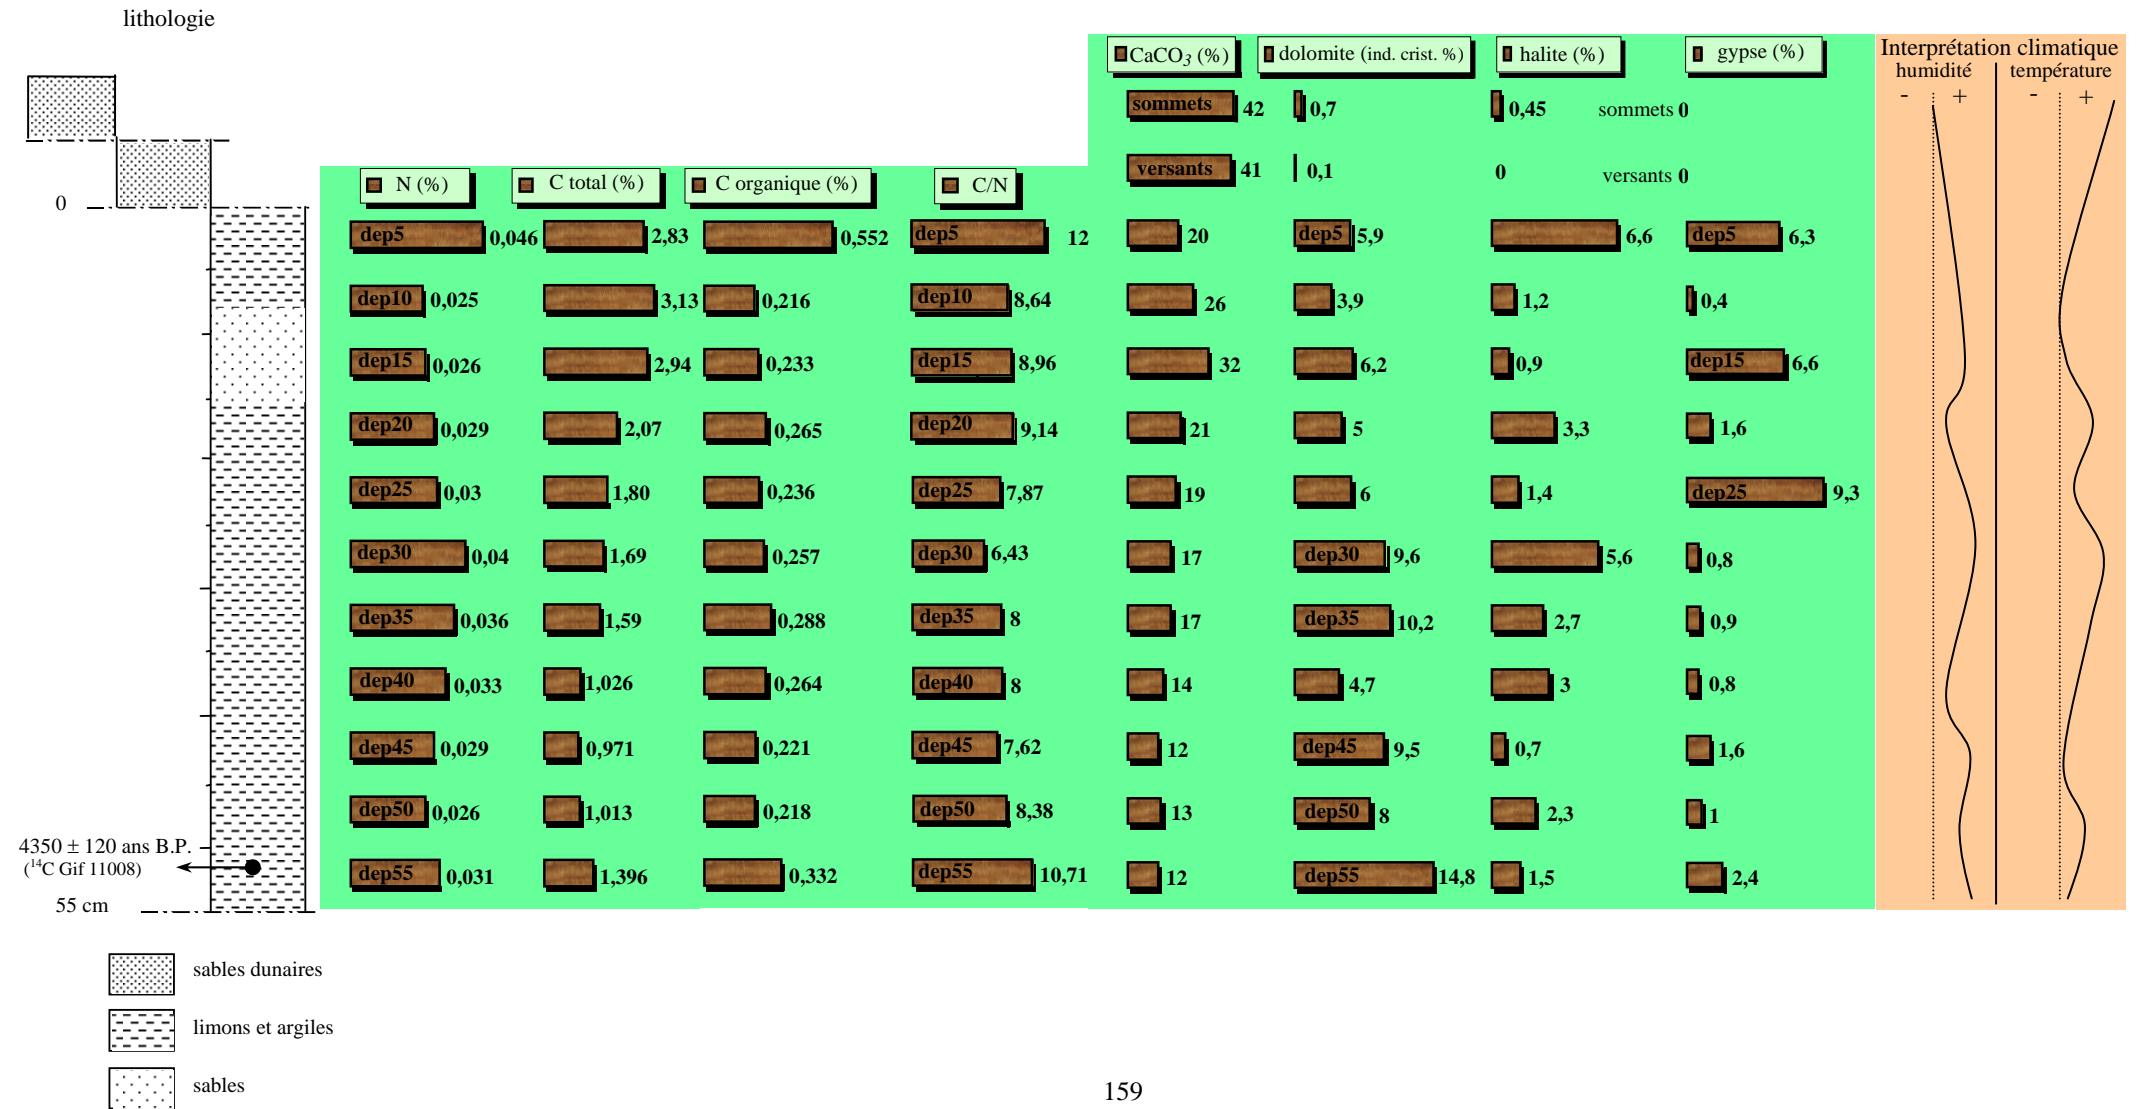 lithologie
CaCO3 (%) dolomite (ind. crist. %) halite (%) gypse (%) Interprétation climatique
humidité température
- + - +
sommets 42 0,7 0,45 sommets 0
versants 41 0,1 0 versants 0
N (%) C total (%) C organique (%) C/N
0
dep5 0,046 2,83 0,552 dep5 12 20 dep5 5,9 6,6 dep5 6,3
dep10 0,025 3,13 0,216 dep10 8,64 26 3,9 1,2 0,4
dep15 0,026 2,94 0,233 dep15 8,96 32 6,2 0,9 dep15 6,6
dep20 0,029 2,07 0,265 dep20 9,14 21 5 3,3 1,6
dep25 0,03 1,80 0,236 dep25 7,87 19 6 1,4 dep25 9,3
dep30 0,04 1,69 0,257 dep30 6,43 17 dep30 9,6 5,6 0,8
dep35 0,036 1,59 0,288 dep35 8 17 dep35 10,2 2,7 0,9
dep40 0,033 1,026 0,264 dep40 8 14 4,7 3 0,8
dep45 0,029 0,971 0,221 dep45 7,62 12 dep45 9,5 0,7 1,6
dep50 0,026 1,013 0,218 dep50 8,38 13 dep50 8 2,3 1
4350 ± 120 ans B.P.
(14C Gif 11008)
dep55 0,031 1,396 0,332 dep55 10,71 12 dep55 14,8 1,5 2,4
55 cm
sables dunaires
limons et argiles
sables
159